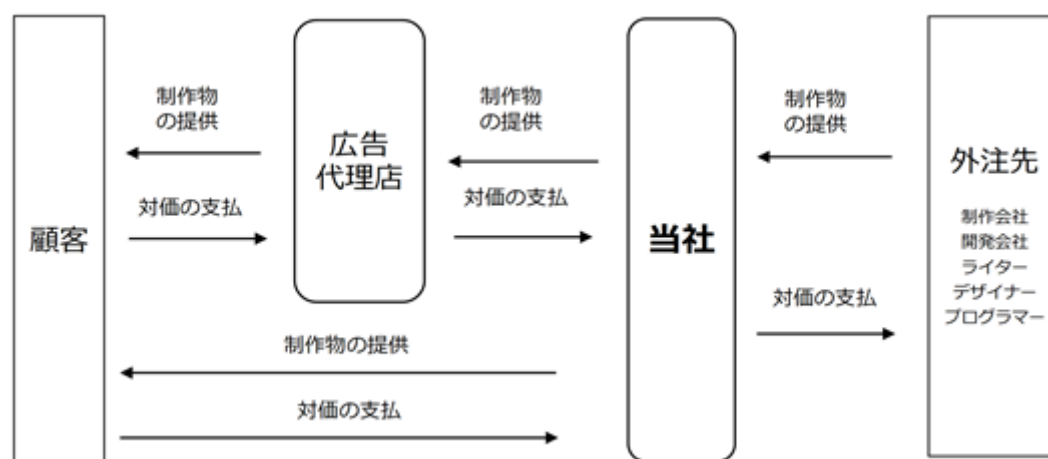 顧客
制作物
の提供
対価の支払
広告
代理店
制作物
の提供
対価の支払
制作物の提供
対価の支払
当社
制作物
の提供
対価の支払
外注先
制作会社
開発会社
ライター
デザイナー
プログラマー